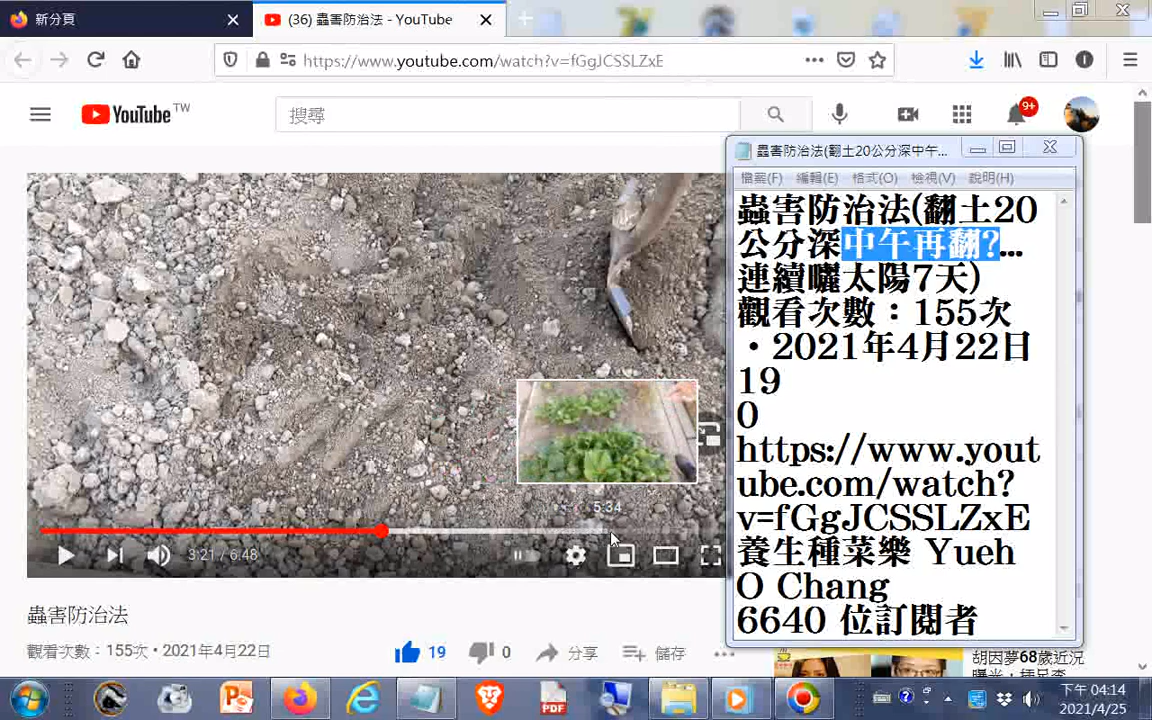 新分頁
(36) 蟲害防治法 - YouTube
https://www.youtube.com/watch?v=fGgJCSSLZxE
YouTube TW
搜尋
9+
蟲害防治法(翻土20公分深中午...
檔案(F) 編輯(E) 格式(O) 檢視(V) 說明(H)
蟲害防治法(翻土20
公分深中午再翻?...
連續曬太陽7天)
觀看次數：155次
•2021年4月22日
19
0
https://www.yout
ube.com/watch?
v=fGgJCSSLZxE
養生種菜樂 Yueh
O Chang
6640 位訂閱者
5:34
3:21 / 6:48
蟲害防治法
觀看次數：155次 • 2021年4月22日
19
0
分享
儲存
胡因夢68歲近況
PDF
下午 04:14
2021/4/25